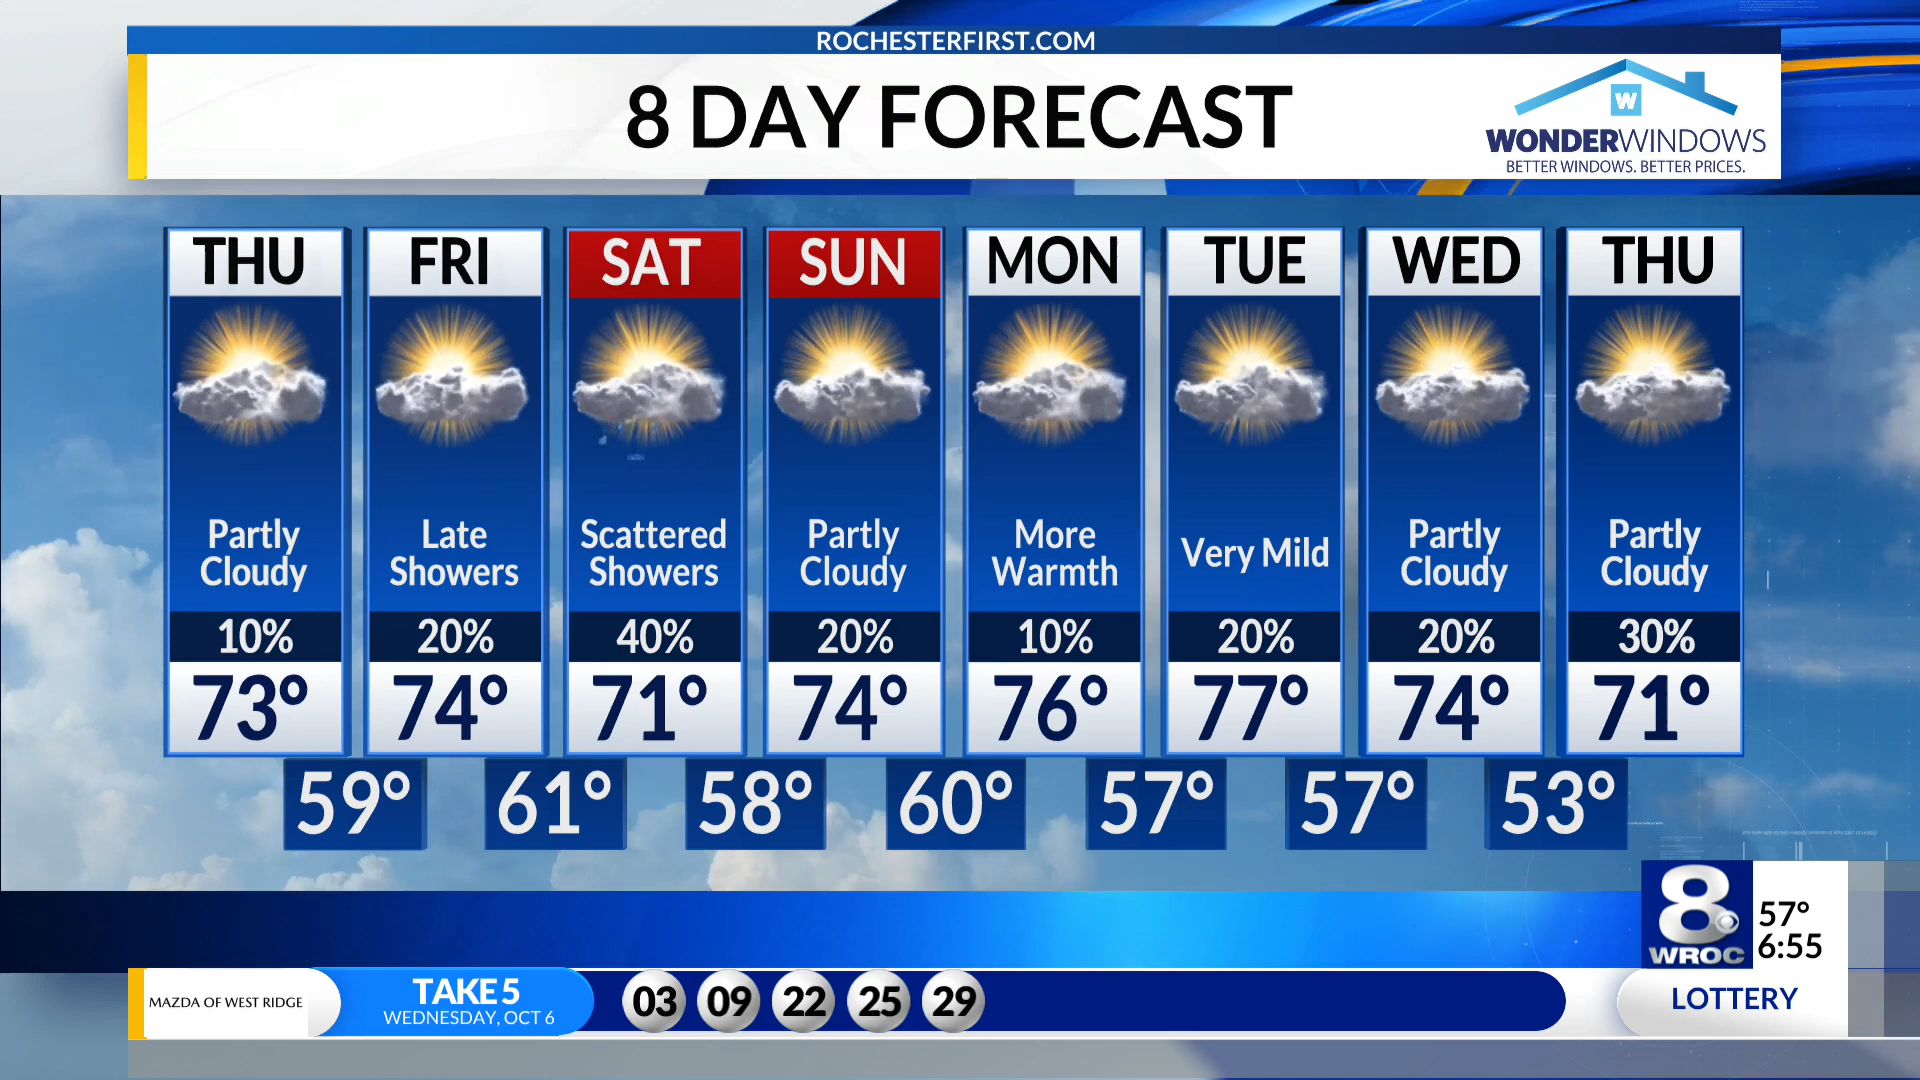 ROCHESTERFIRST.COM
8 DAY FORECAST
W
WONDERWINDOWS
BETTER WINDOWS. BETTER PRICES.
THU FRI SAT SUN MON TUE WED THU
Partly Late Scattered Partly More Very Mild Partly Partly
Cloudy Showers Showers Cloudy Warmth Cloudy Cloudy
10% 20% 40% 20% 10% 20% 20% 30%
73° 74° 71° 74° 76° 77° 74° 71°
59° 61° 58° 60° 57° 57° 53°
8
WROC
57°
6:55
MAZDA OF WEST RIDGE
TAKE 5
WEDNESDAY, OCT 6
03 09 22 25 29
LOTTERY